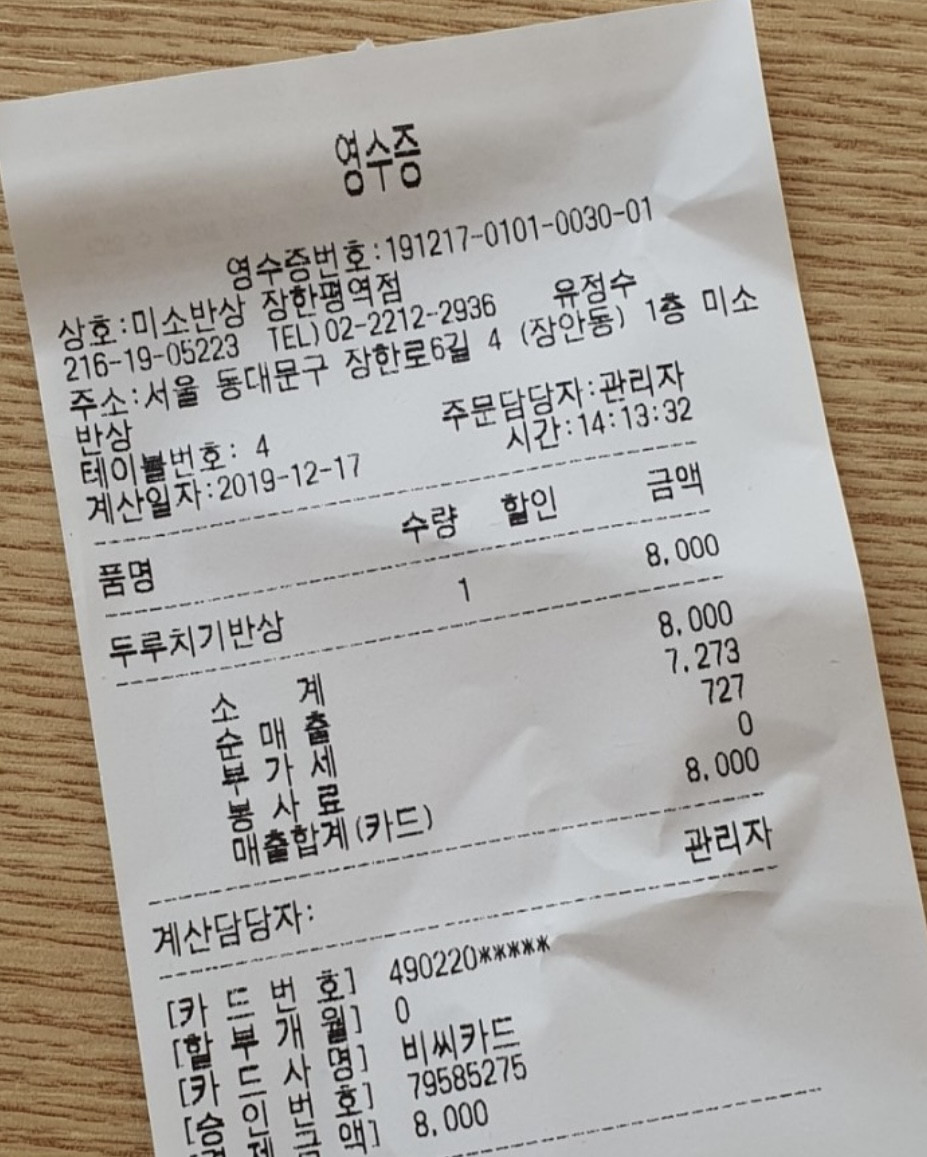 영수증
영수증번호:191217-0101-0030-01
상호:미소반상 장한평역점
216-19-05223 TEL)02-2212-2936 유점수
주소:서울 동대문구 장한로6길 4 (장안동) 1층 미소
반상
테이블번호: 4 주문담당자:관리자
계산일자:2019-12-17 시간:14:13:32
품명 수량 할인 금액
두루치기반상 1 8,000
소 계 8,000
순 매 출 7,273
부 가 세 727
봉 사 료 0
매출합계(카드) 8,000
계산담당자: 관리자
[카 드 번 호] 490220*****
[할 부 개 월] 0
[카 드 사 명] 비씨카드
[승 인 번 호] 79585275
액] 8,000